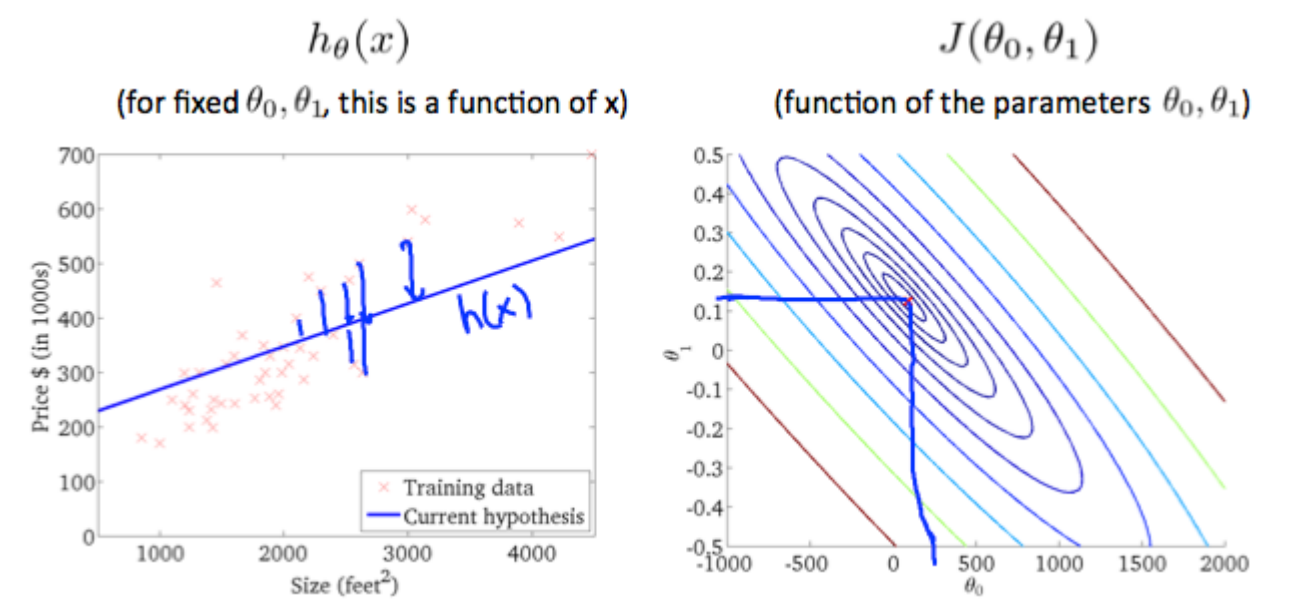 h_θ(x)
(for fixed θ₀, θ₁, this is a function of x)
700
600
500
400
300
200
100
0
1000
2000
3000
4000
Price $ (in 1000s)
Size (feet²)
h(x)
Training data
Current hypothesis
J(θ₀, θ₁)
(function of the parameters θ₀, θ₁)
0.5
0.4
0.3
0.2
0.1
0
-0.1
-0.2
-0.3
-0.4
-0.5
-1000
-500
0
500
1000
1500
2000
θ₁
θ₀